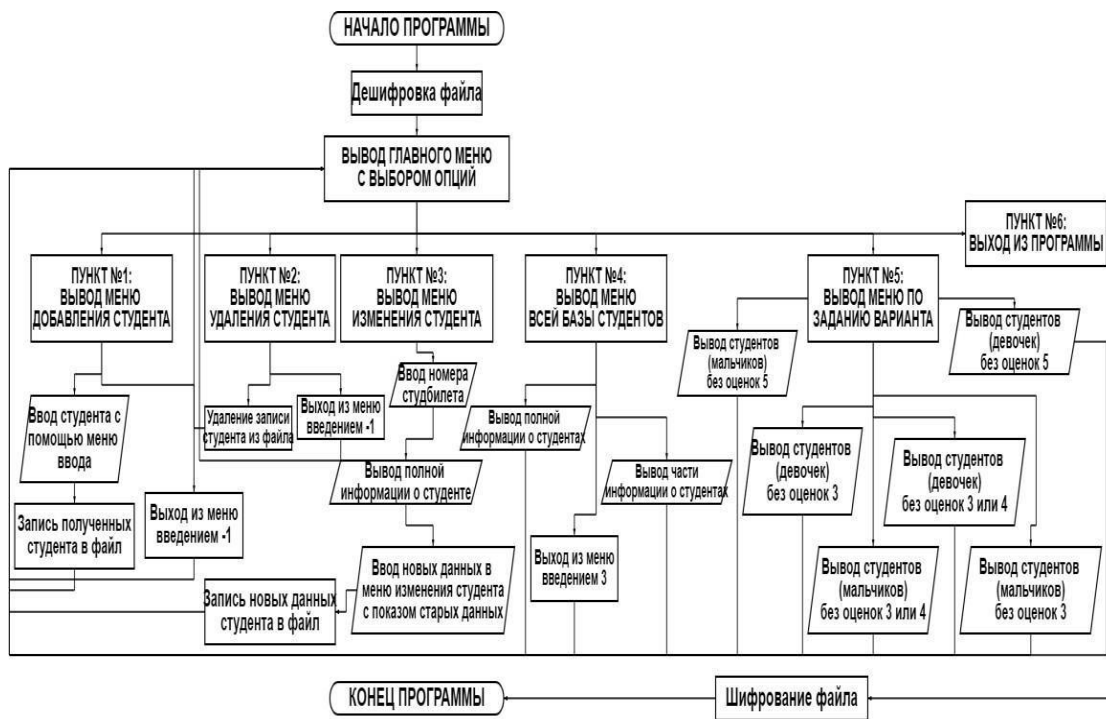 НАЧАЛО ПРОГРАММЫ
Дешифровка файла
ВЫВОД ГЛАВНОГО МЕНЮ
С ВЫБОРОМ ОПЦИЙ
ПУНКТ №6:
ВЫХОД ИЗ ПРОГРАММЫ
ПУНКТ №1:
ВЫВОД МЕНЮ
ДОБАВЛЕНИЯ СТУДЕНТА
ПУНКТ №2:
ВЫВОД МЕНЮ
УДАЛЕНИЯ СТУДЕНТА
ПУНКТ №3:
ВЫВОД МЕНЮ
ИЗМЕНЕНИЯ СТУДЕНТА
ПУНКТ №4:
ВЫВОД МЕНЮ
ВСЕЙ БАЗЫ СТУДЕНТОВ
ПУНКТ №5:
ВЫВОД МЕНЮ ПО
ЗАДАНИЮ ВАРИАНТА
Вывод студентов
(мальчиков)
без оценок 5
Вывод студентов
(девочек)
без оценок 5
Ввод номера
студбилета
Ввод студента с
помощью меню
ввода
Удаление записи
студента из файла
Выход из меню
введением -1
Вывод полной
информации о студентах
Вывод студентов
(девочек)
без оценок 3
Вывод студентов
(девочек)
без оценок 3 или 4
Вывод полной
информации о студенте
Вывод части
информации о студентах
Запись полученных
студента в файл
Выход из меню
введением -1
Выход из меню
введением 3
Ввод новых данных в
меню изменения студента
с показом старых данных
Вывод студентов
(мальчиков)
без оценок 3 или 4
Вывод студентов
(мальчиков)
без оценок 3
Запись новых данных
студента в файл
КОНЕЦ ПРОГРАММЫ
Шифрование файла